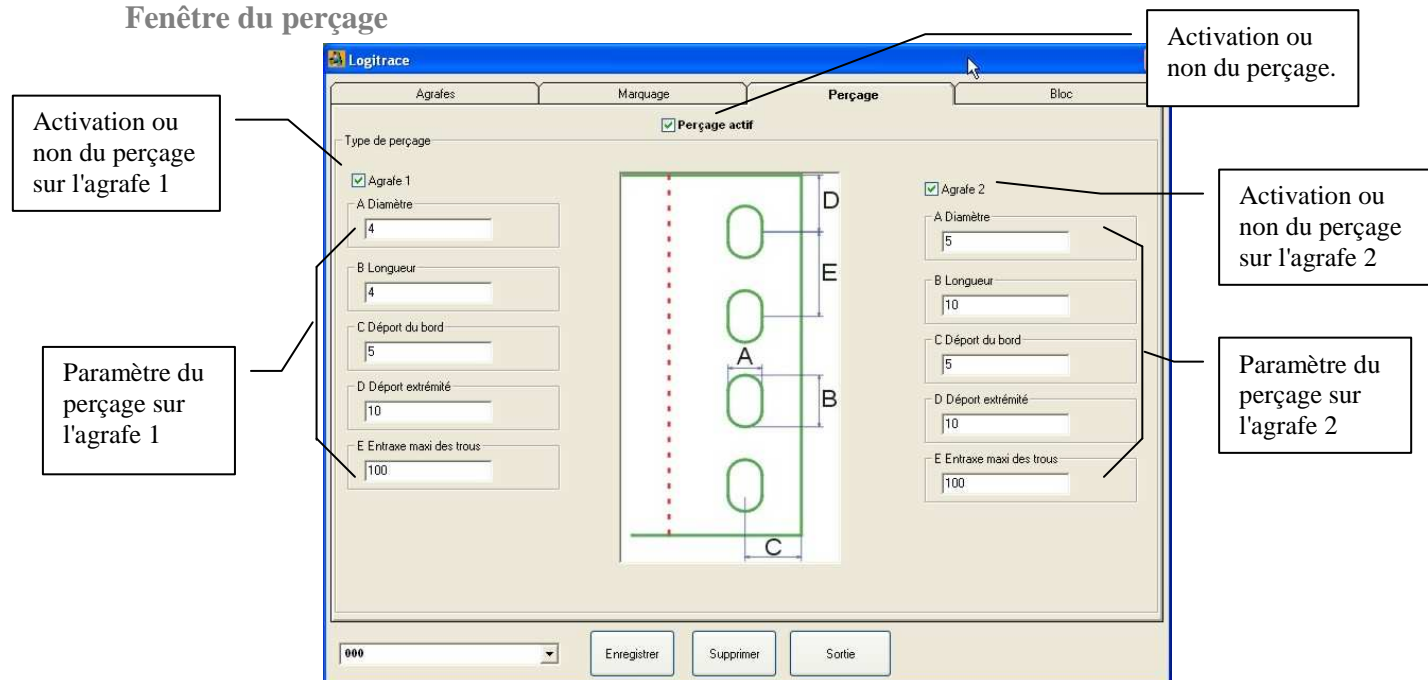 Fenêtre du perçage
Activation ou
non du perçage.
Logitrace
Agrafes
Marquage
Perçage
Bloc
Perçage actif
Type de perçage
Activation ou
non du perçage
sur l'agrafe 1
Agrafe 1
A Diamètre
4
B Longueur
4
C Déport du bord
5
D Déport extrémité
10
E Entraxe maxi des trous
100
Paramètre du
perçage sur
l'agrafe 1
D
E
A
B
C
Agrafe 2
A Diamètre
5
B Longueur
10
C Déport du bord
5
D Déport extrémité
10
E Entraxe maxi des trous
100
Activation ou
non du perçage
sur l'agrafe 2
Paramètre du
perçage sur
l'agrafe 2
000
Enregistrer
Supprimer
Sortie